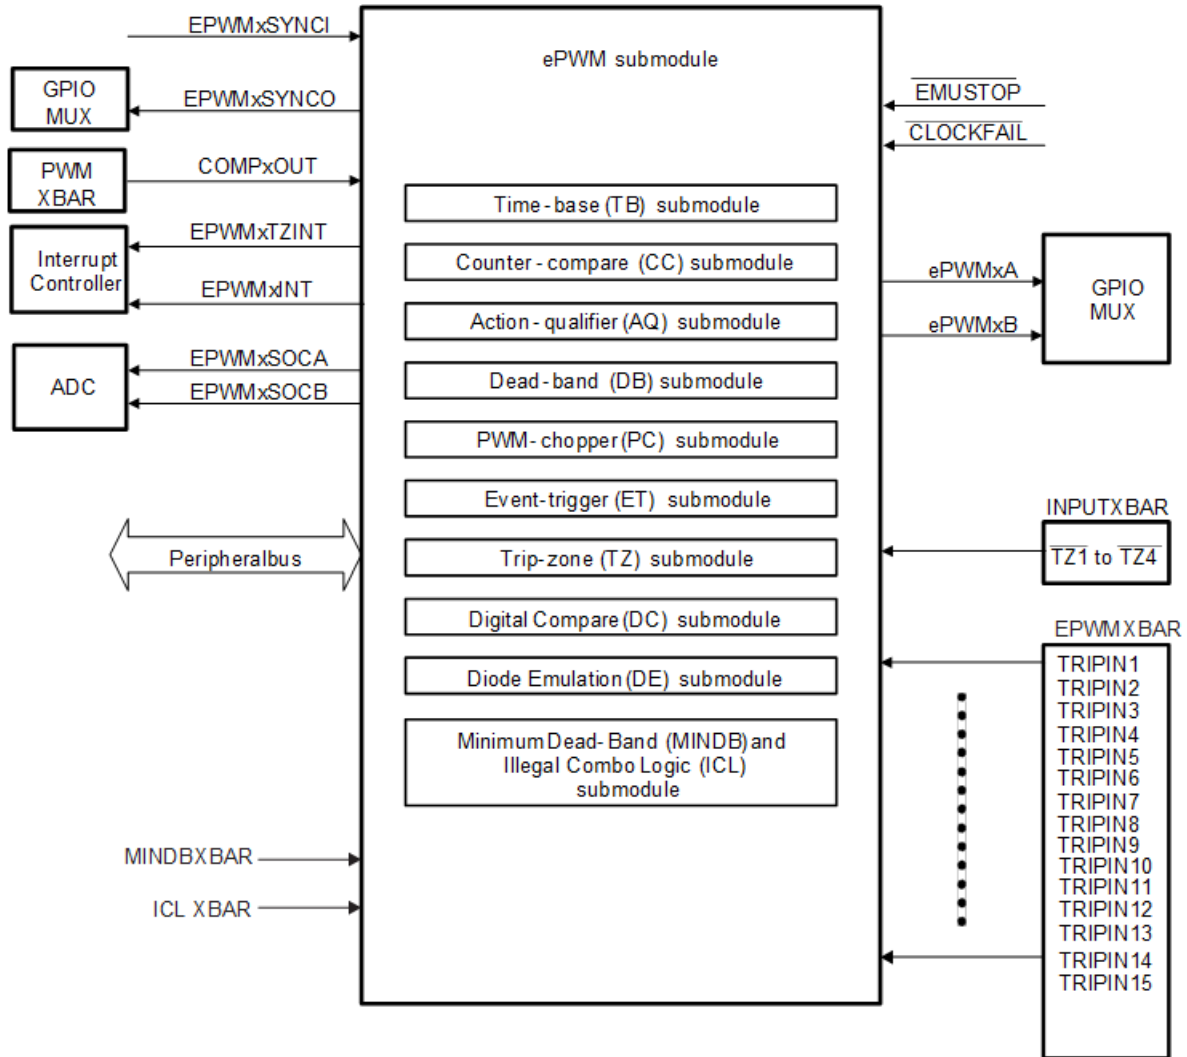 EPWMxSYNCI
ePWM submodule
GPIO
MUX
EPWMxSYNCO
EMUSTOP
CLOCKFAIL
PWM
XBAR
COMPxOUT
Time-base (TB) submodule
Interrupt
Controller
EPWMxTZINT
EPWMxINT
Counter-compare (CC) submodule
ePWMxA
ePWMxB
GPIO
MUX
Action-qualifier (AQ) submodule
ADC
EPWMxSOCA
EPWMxSOCB
Dead-band (DB) submodule
PWM-chopper (PC) submodule
Event-trigger (ET) submodule
INPUTXBAR
TZ1 to TZ4
Peripheralbus
Trip-zone (TZ) submodule
Digital Compare (DC) submodule
EPWMXBAR
TRIPIN1
TRIPIN2
TRIPIN3
TRIPIN4
TRIPIN5
TRIPIN6
TRIPIN7
TRIPIN8
TRIPIN9
TRIPIN10
TRIPIN11
TRIPIN12
TRIPIN13
TRIPIN14
TRIPIN15
Diode Emulation (DE) submodule
Minimum Dead-Band (MINDB) and
Illegal Combo Logic (ICL)
submodule
MINDBXBAR
ICL XBAR